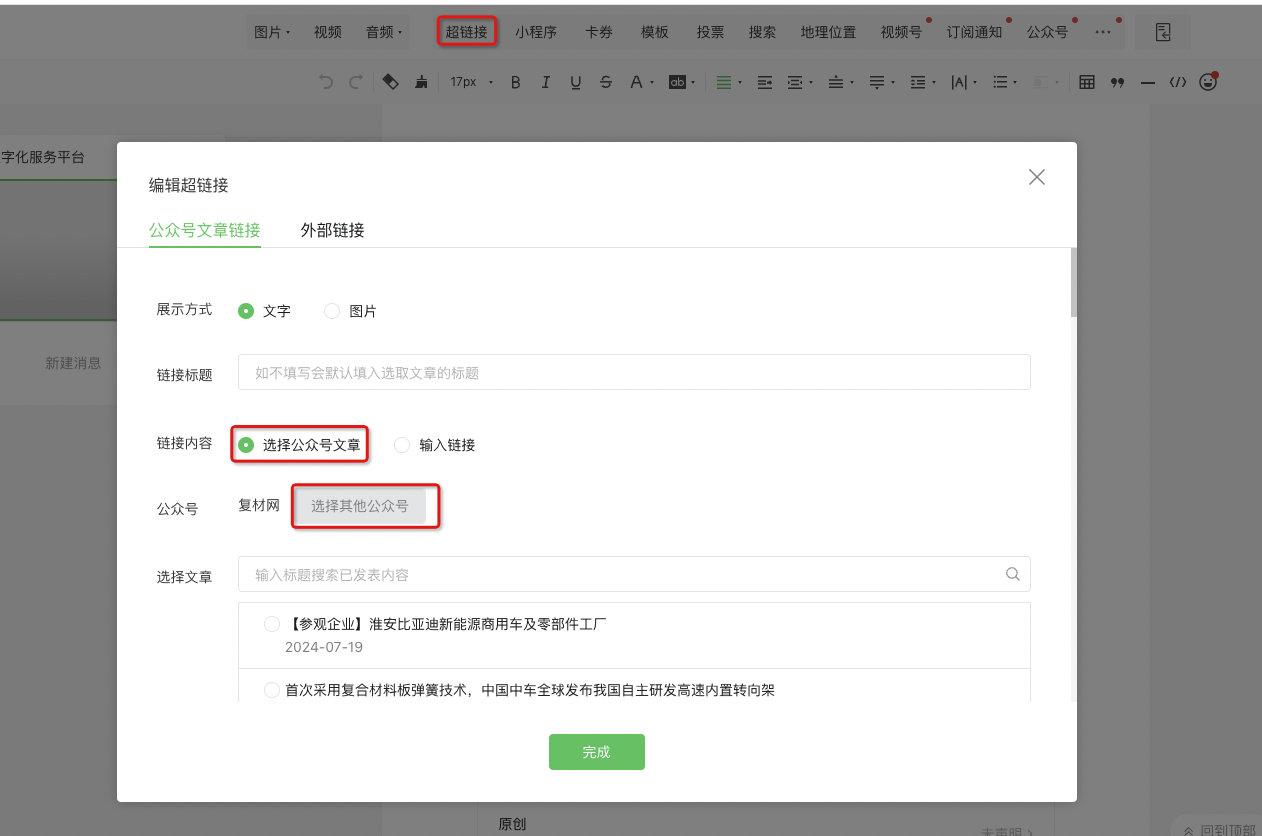 图片 视频 音频 超链接 小程序 卡券 模板 投票 搜索 地理位置 视频号 订阅通知 公众号 ···
17px B I U S A ab |A| </>
字化服务平台
编辑超链接
公众号文章链接 外部链接
展示方式 文字 图片
新建消息
链接标题 如不填写会默认填入选取文章的标题
链接内容 选择公众号文章 输入链接
公众号 复材网 选择其他公众号
选择文章 输入标题搜索已发表内容
【参观企业】淮安比亚迪新能源商用车及零部件工厂
2024-07-19
首次采用复合材料板弹簧技术，中国中车全球发布我国自主研发高速内置转向架
完成
原创
未声明
回到顶部